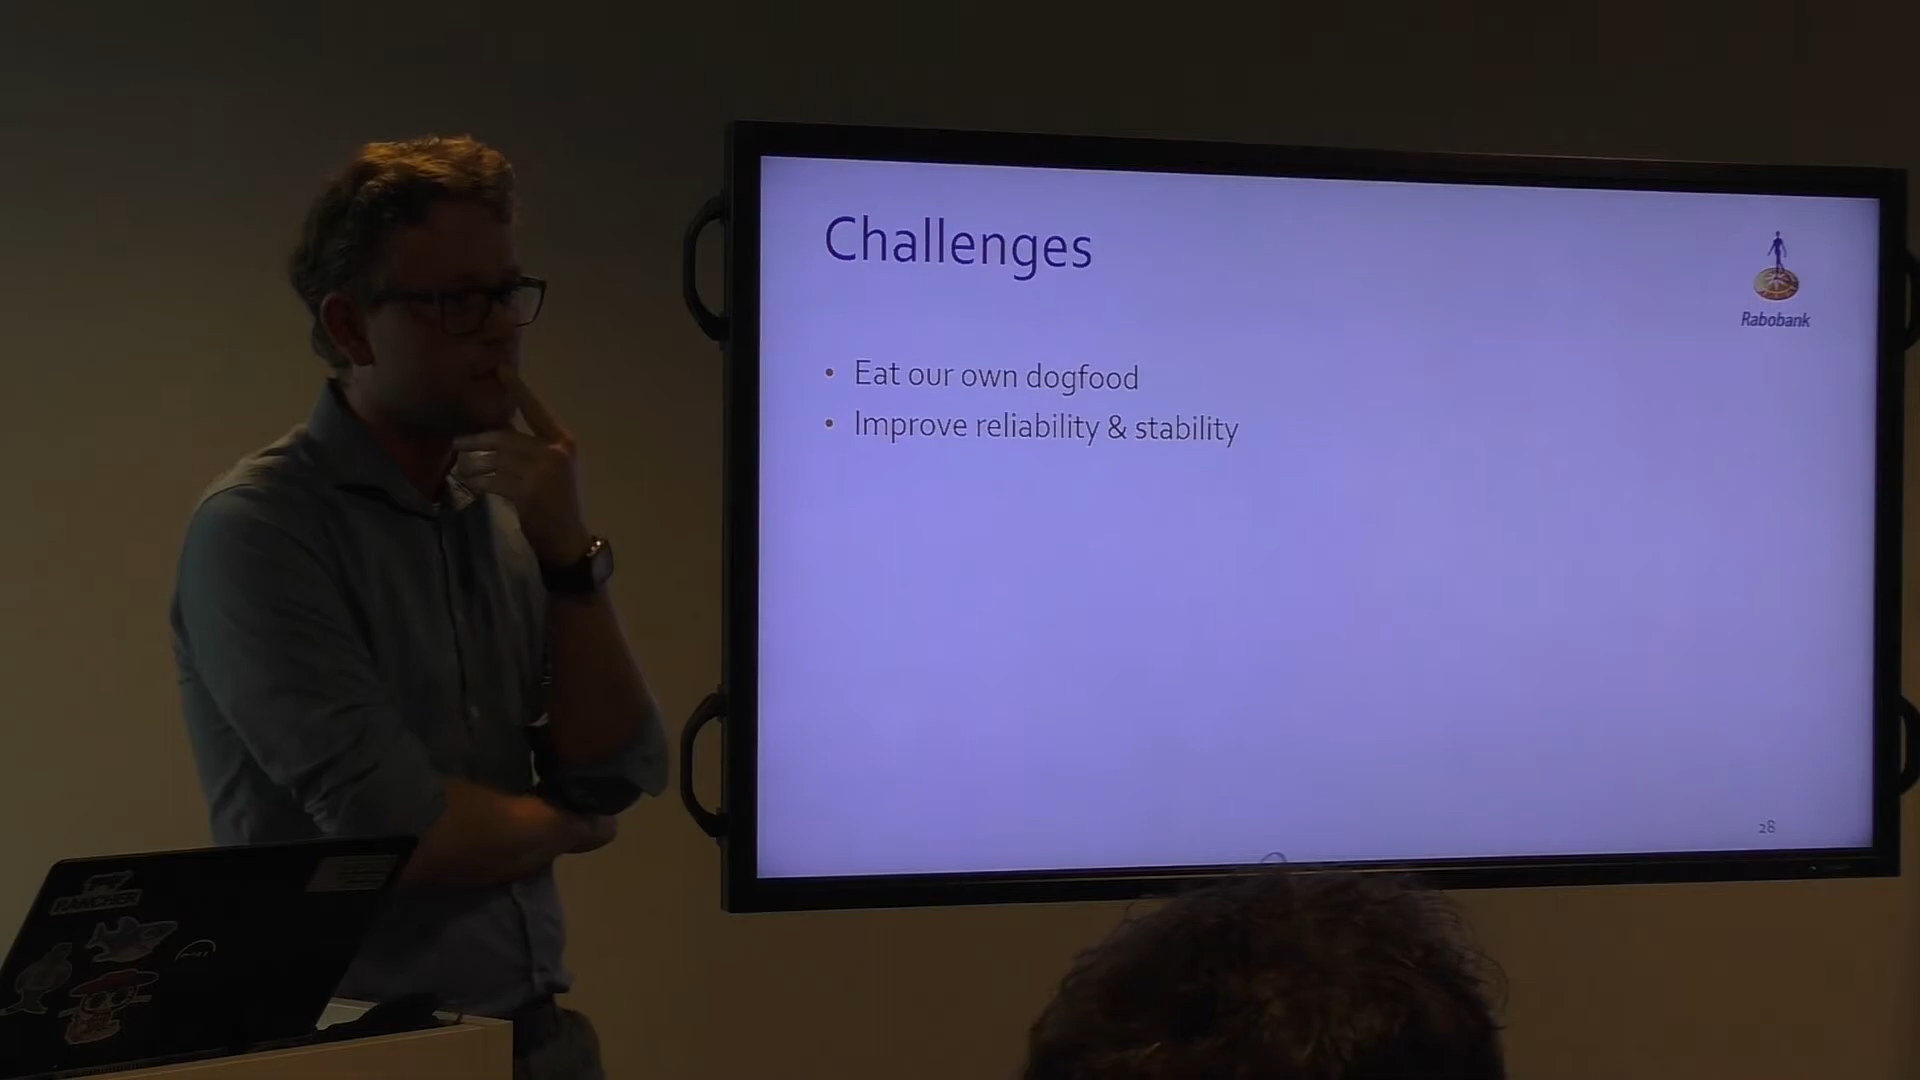 Challenges
Rabobank
• Eat our own dogfood
• Improve reliability & stability
28
RANCHER